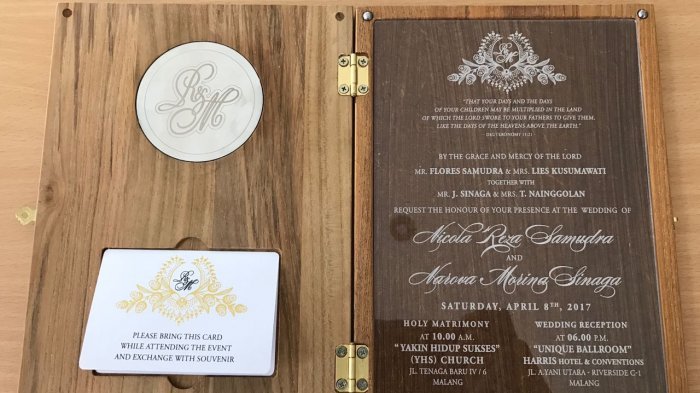 R&M
R&M
PLEASE BRING THIS CARD
WHILE ATTENDING THE EVENT
AND EXCHANGE WITH SOUVENIR
R&M
"THAT YOUR DAYS AND THE DAYS
OF YOUR CHILDREN MAY BE MULTIPLIED IN THE LAND
OF WHICH THE LORD SWORE TO YOUR FATHERS TO GIVE THEM,
LIKE THE DAYS OF THE HEAVENS ABOVE THE EARTH."
DEUTERONOMY 11:21
BY THE GRACE AND MERCY OF THE LORD
MR. FLORES SAMUDRA & MRS. LIES KUSUMAWATI
TOGETHER WITH
MR. J. SINAGA & MRS. T. NAINGGOLAN
REQUEST THE HONOUR OF YOUR PRESENCE AT THE WEDDING OF
Nicola Reza Samudra
AND
Narova Morina Sinaga
SATURDAY, APRIL 8TH, 2017
HOLY MATRIMONY
AT 10.00 A.M.
"YAKIN HIDUP SUKSES"
(YHS) CHURCH
JL. TENAGA BARU IV / 6
MALANG
WEDDING RECEPTION
AT 06.00 P.M.
"UNIQUE BALLROOM"
HARRIS HOTEL & CONVENTIONS
JL. A.YANI UTARA - RIVERSIDE C-1
MALANG